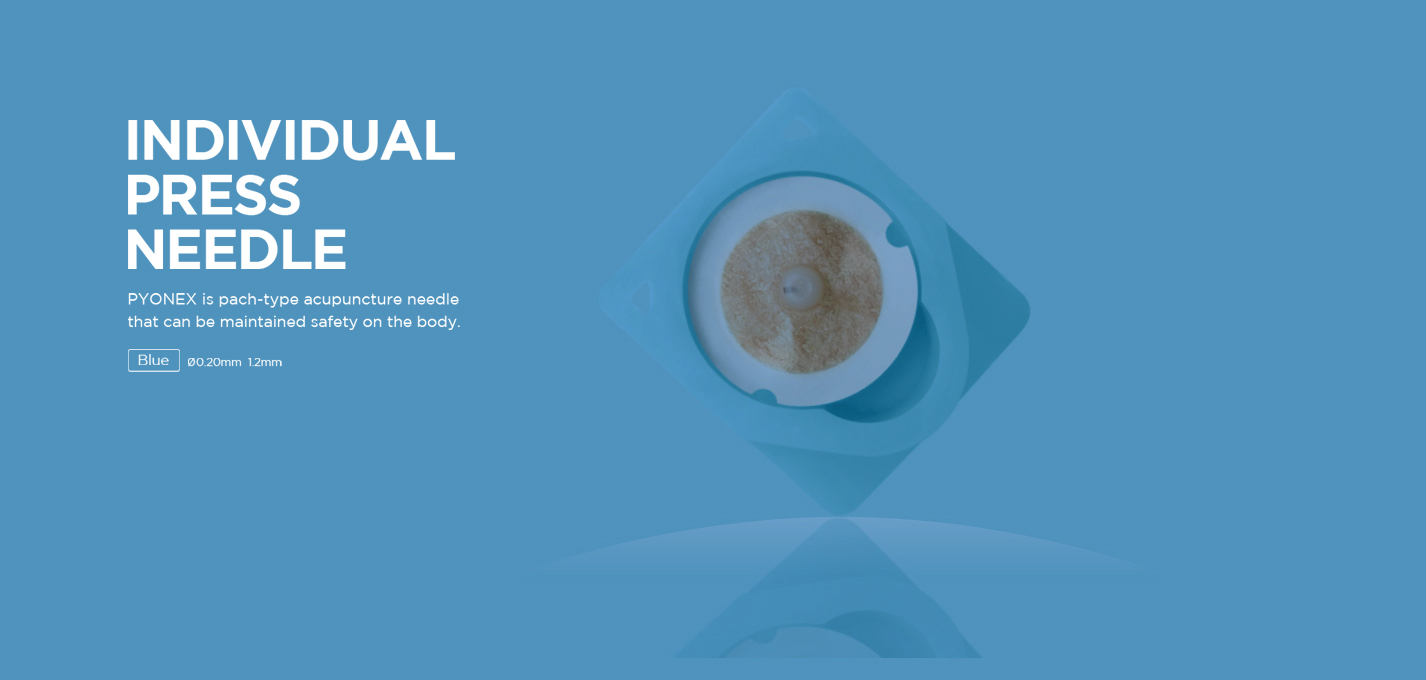 INDIVIDUAL
PRESS
NEEDLE
PYONEX is pach-type acupuncture needle
that can be maintained safety on the body.
Blue Ø0.20mm 1.2mm